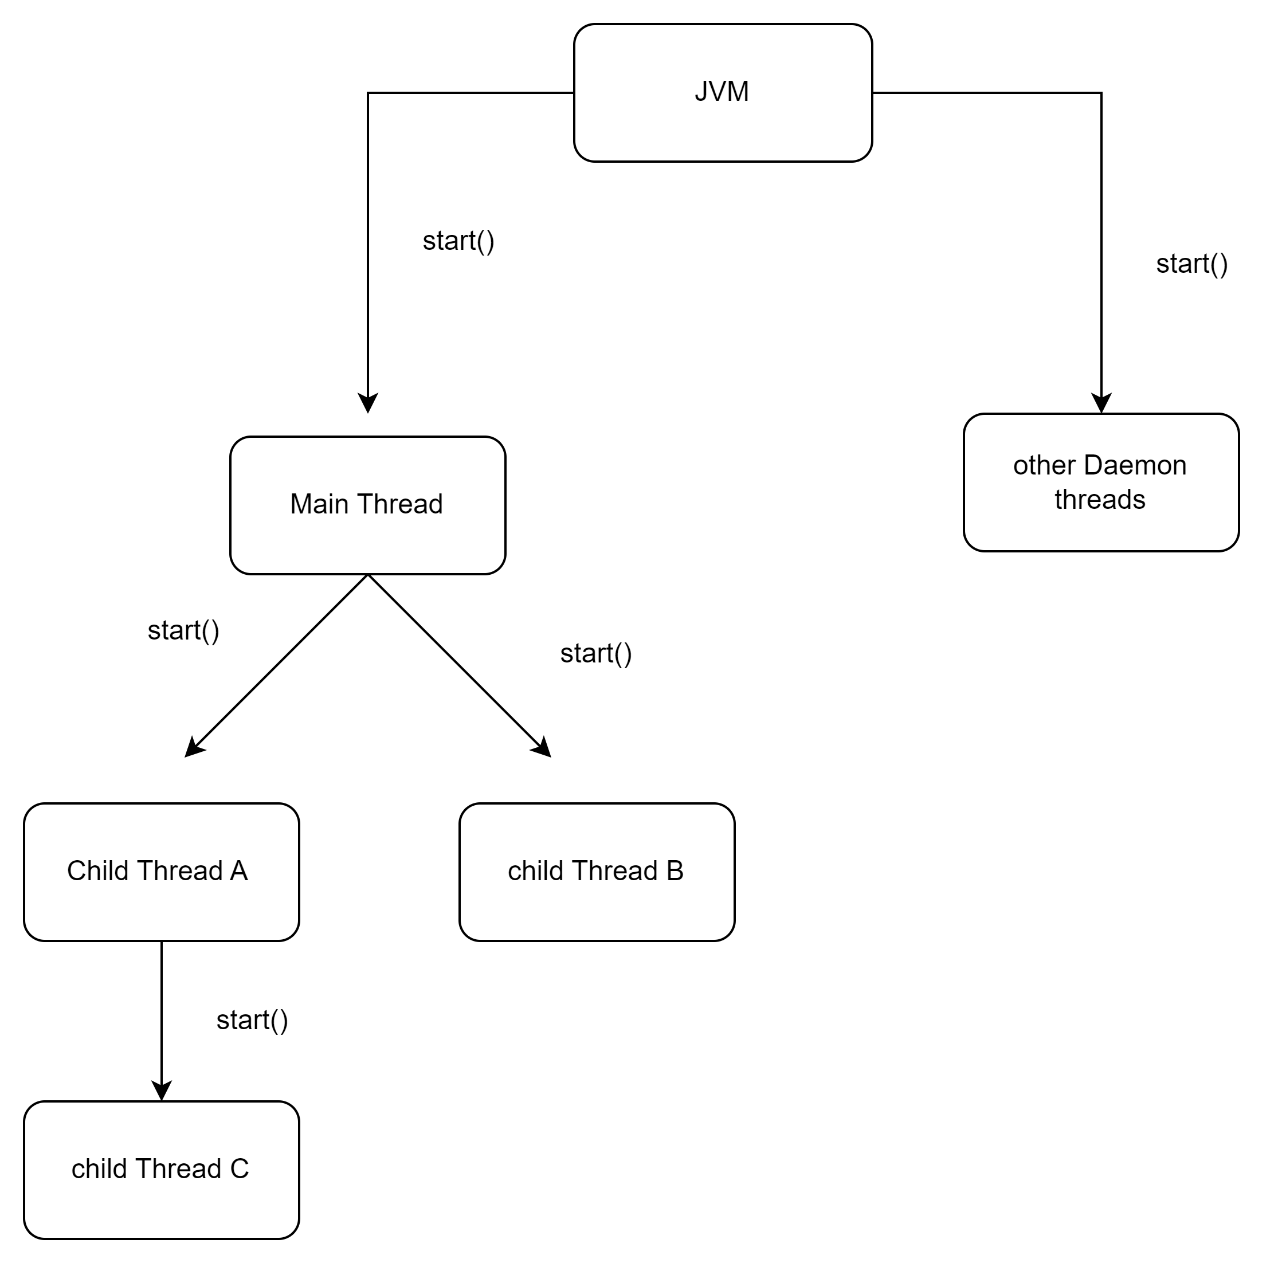 JVM
start()
start()
Main Thread
other Daemon
threads
start()
start()
Child Thread A
child Thread B
start()
child Thread C